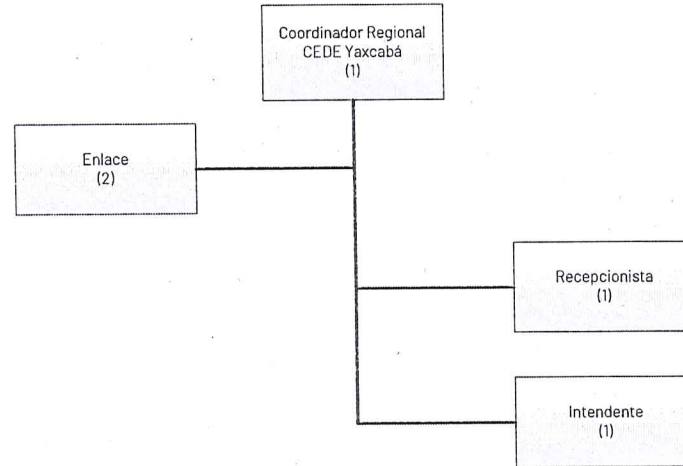 Coordinador Regional
CEDE Yaxcabá
(1)
Enlace
(2)
Recepcionista
(1)
Intendente
(1)